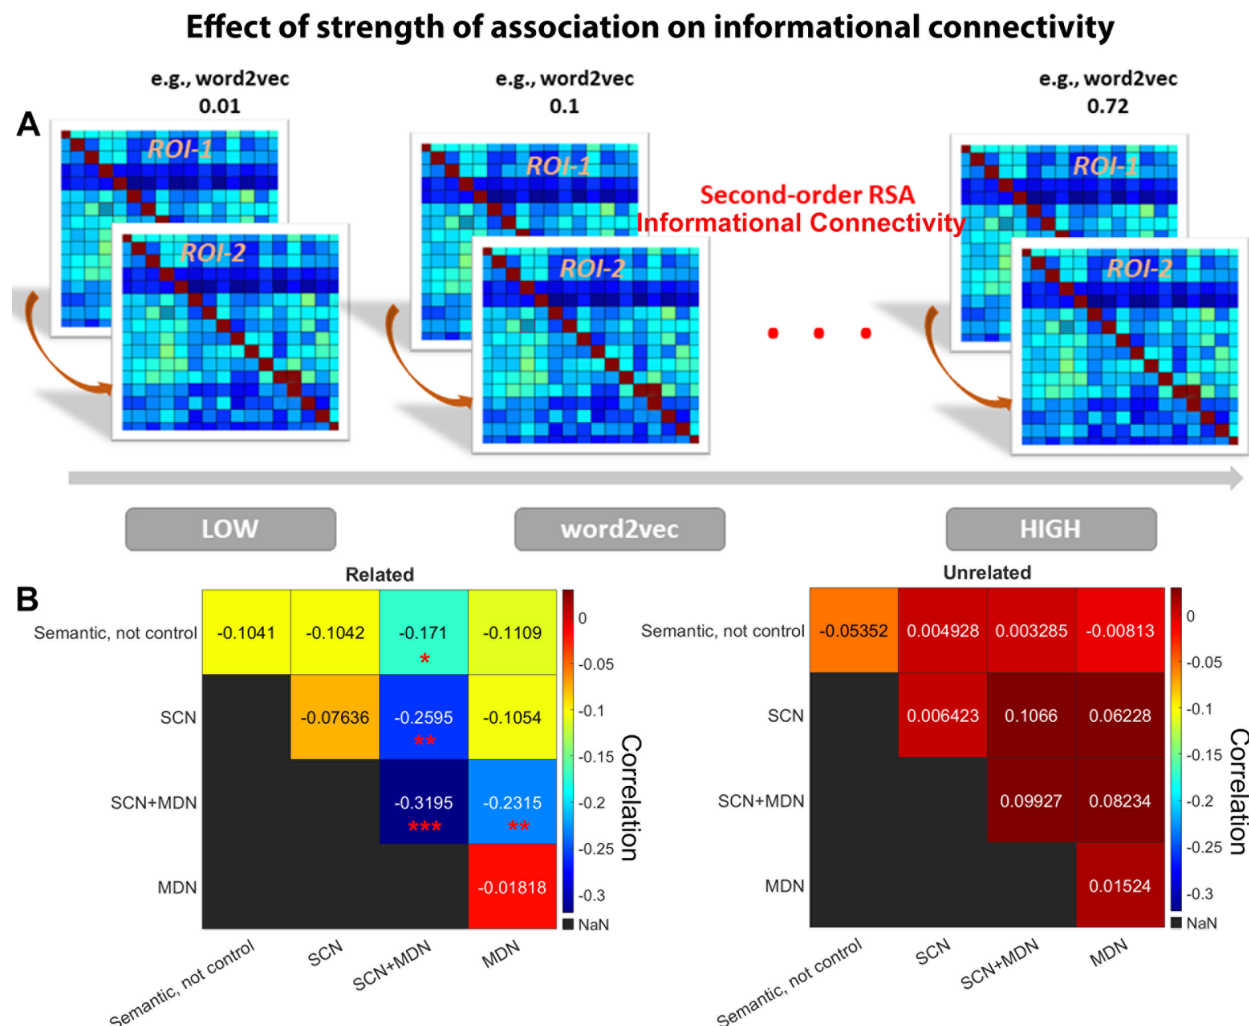 Effect of strength of association on informational connectivity
e.g., word2vec
0.01
e.g., word2vec
0.1
e.g., word2vec
0.72
A
ROI-1
ROI-2
ROI-1
ROI-2
Second-order RSA
Informational Connectivity
ROI-1
ROI-2
LOW
word2vec
HIGH
B
Related
Semantic, not control
-0.1041
-0.1042
-0.171
*
-0.1109
SCN
-0.07636
-0.2595
**
-0.1054
SCN+MDN
-0.3195
***
-0.2315
**
MDN
-0.01818
Semantic, not control
SCN
SCN+MDN
MDN
0
-0.05
-0.1
-0.15
-0.2
-0.25
-0.3
NaN
Correlation
Unrelated
Semantic, not control
-0.05352
0.004928
0.003285
-0.00813
SCN
0.006423
0.1066
0.06228
SCN+MDN
0.09927
0.08234
MDN
0.01524
Semantic, not control
SCN
SCN+MDN
MDN
0
-0.05
-0.1
-0.15
-0.2
-0.25
-0.3
NaN
Correlation